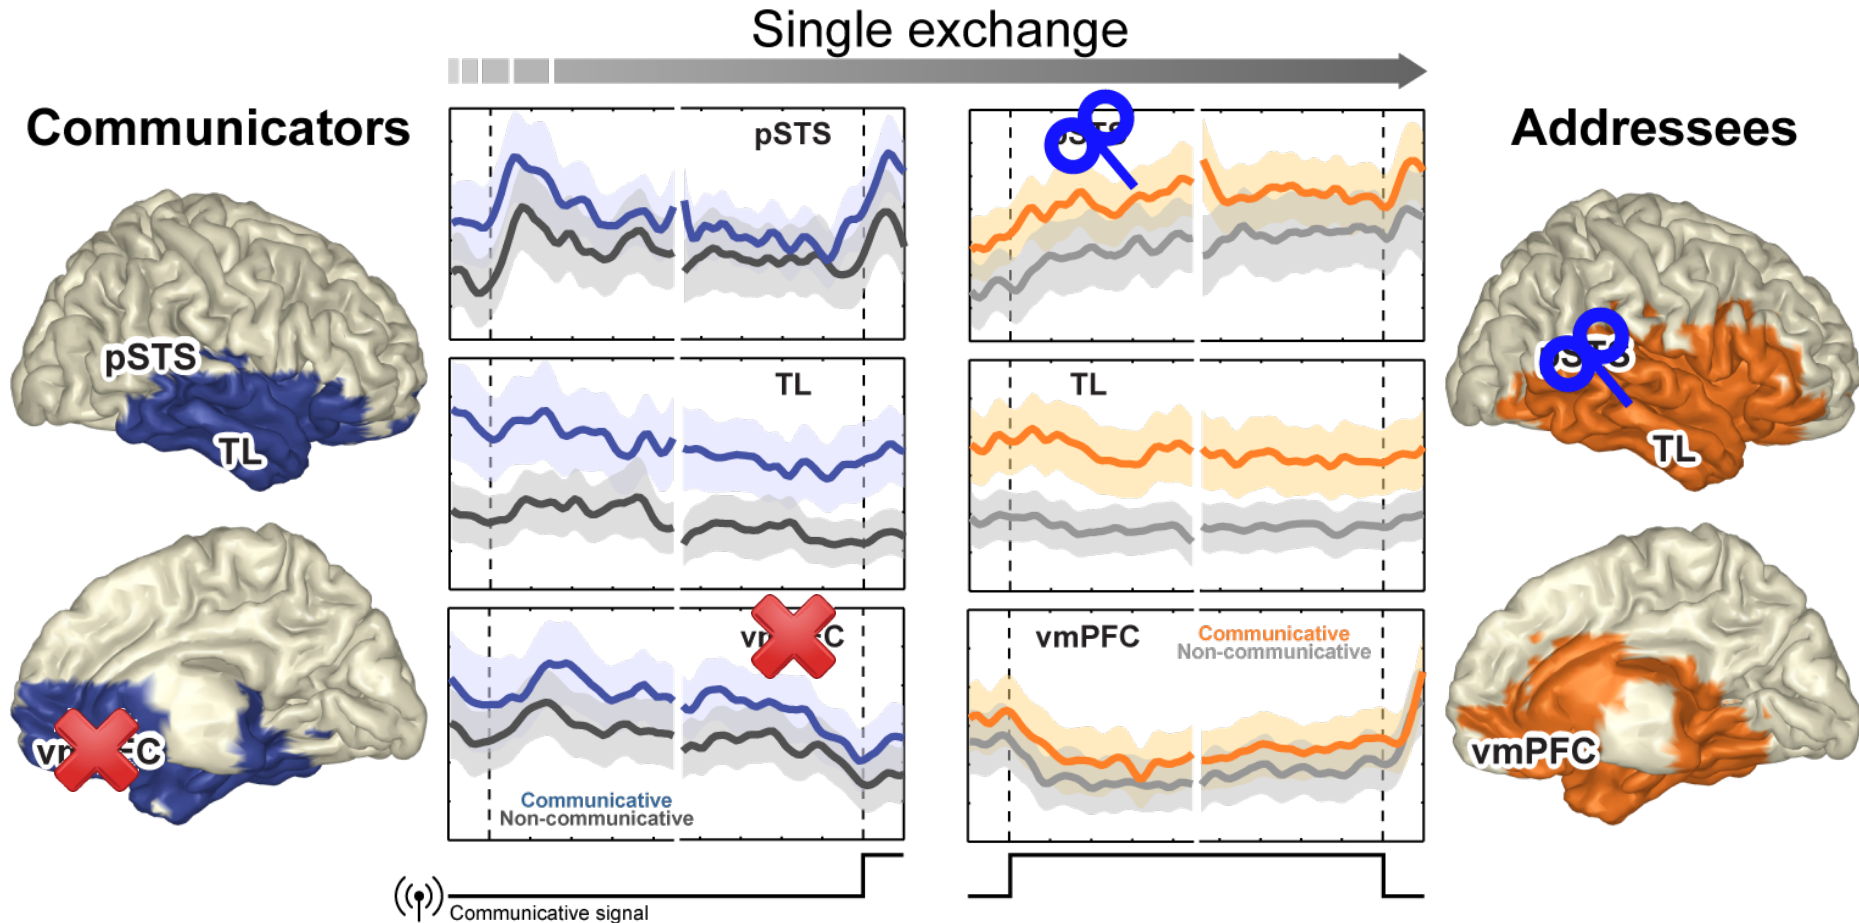 Single exchange
Communicators
Addressees
pSTS
pSTS
TL
TL
TL
TL
vmPFC
Communicative
Non-communicative
vmPFC
Communicative
Non-communicative
Communicative signal